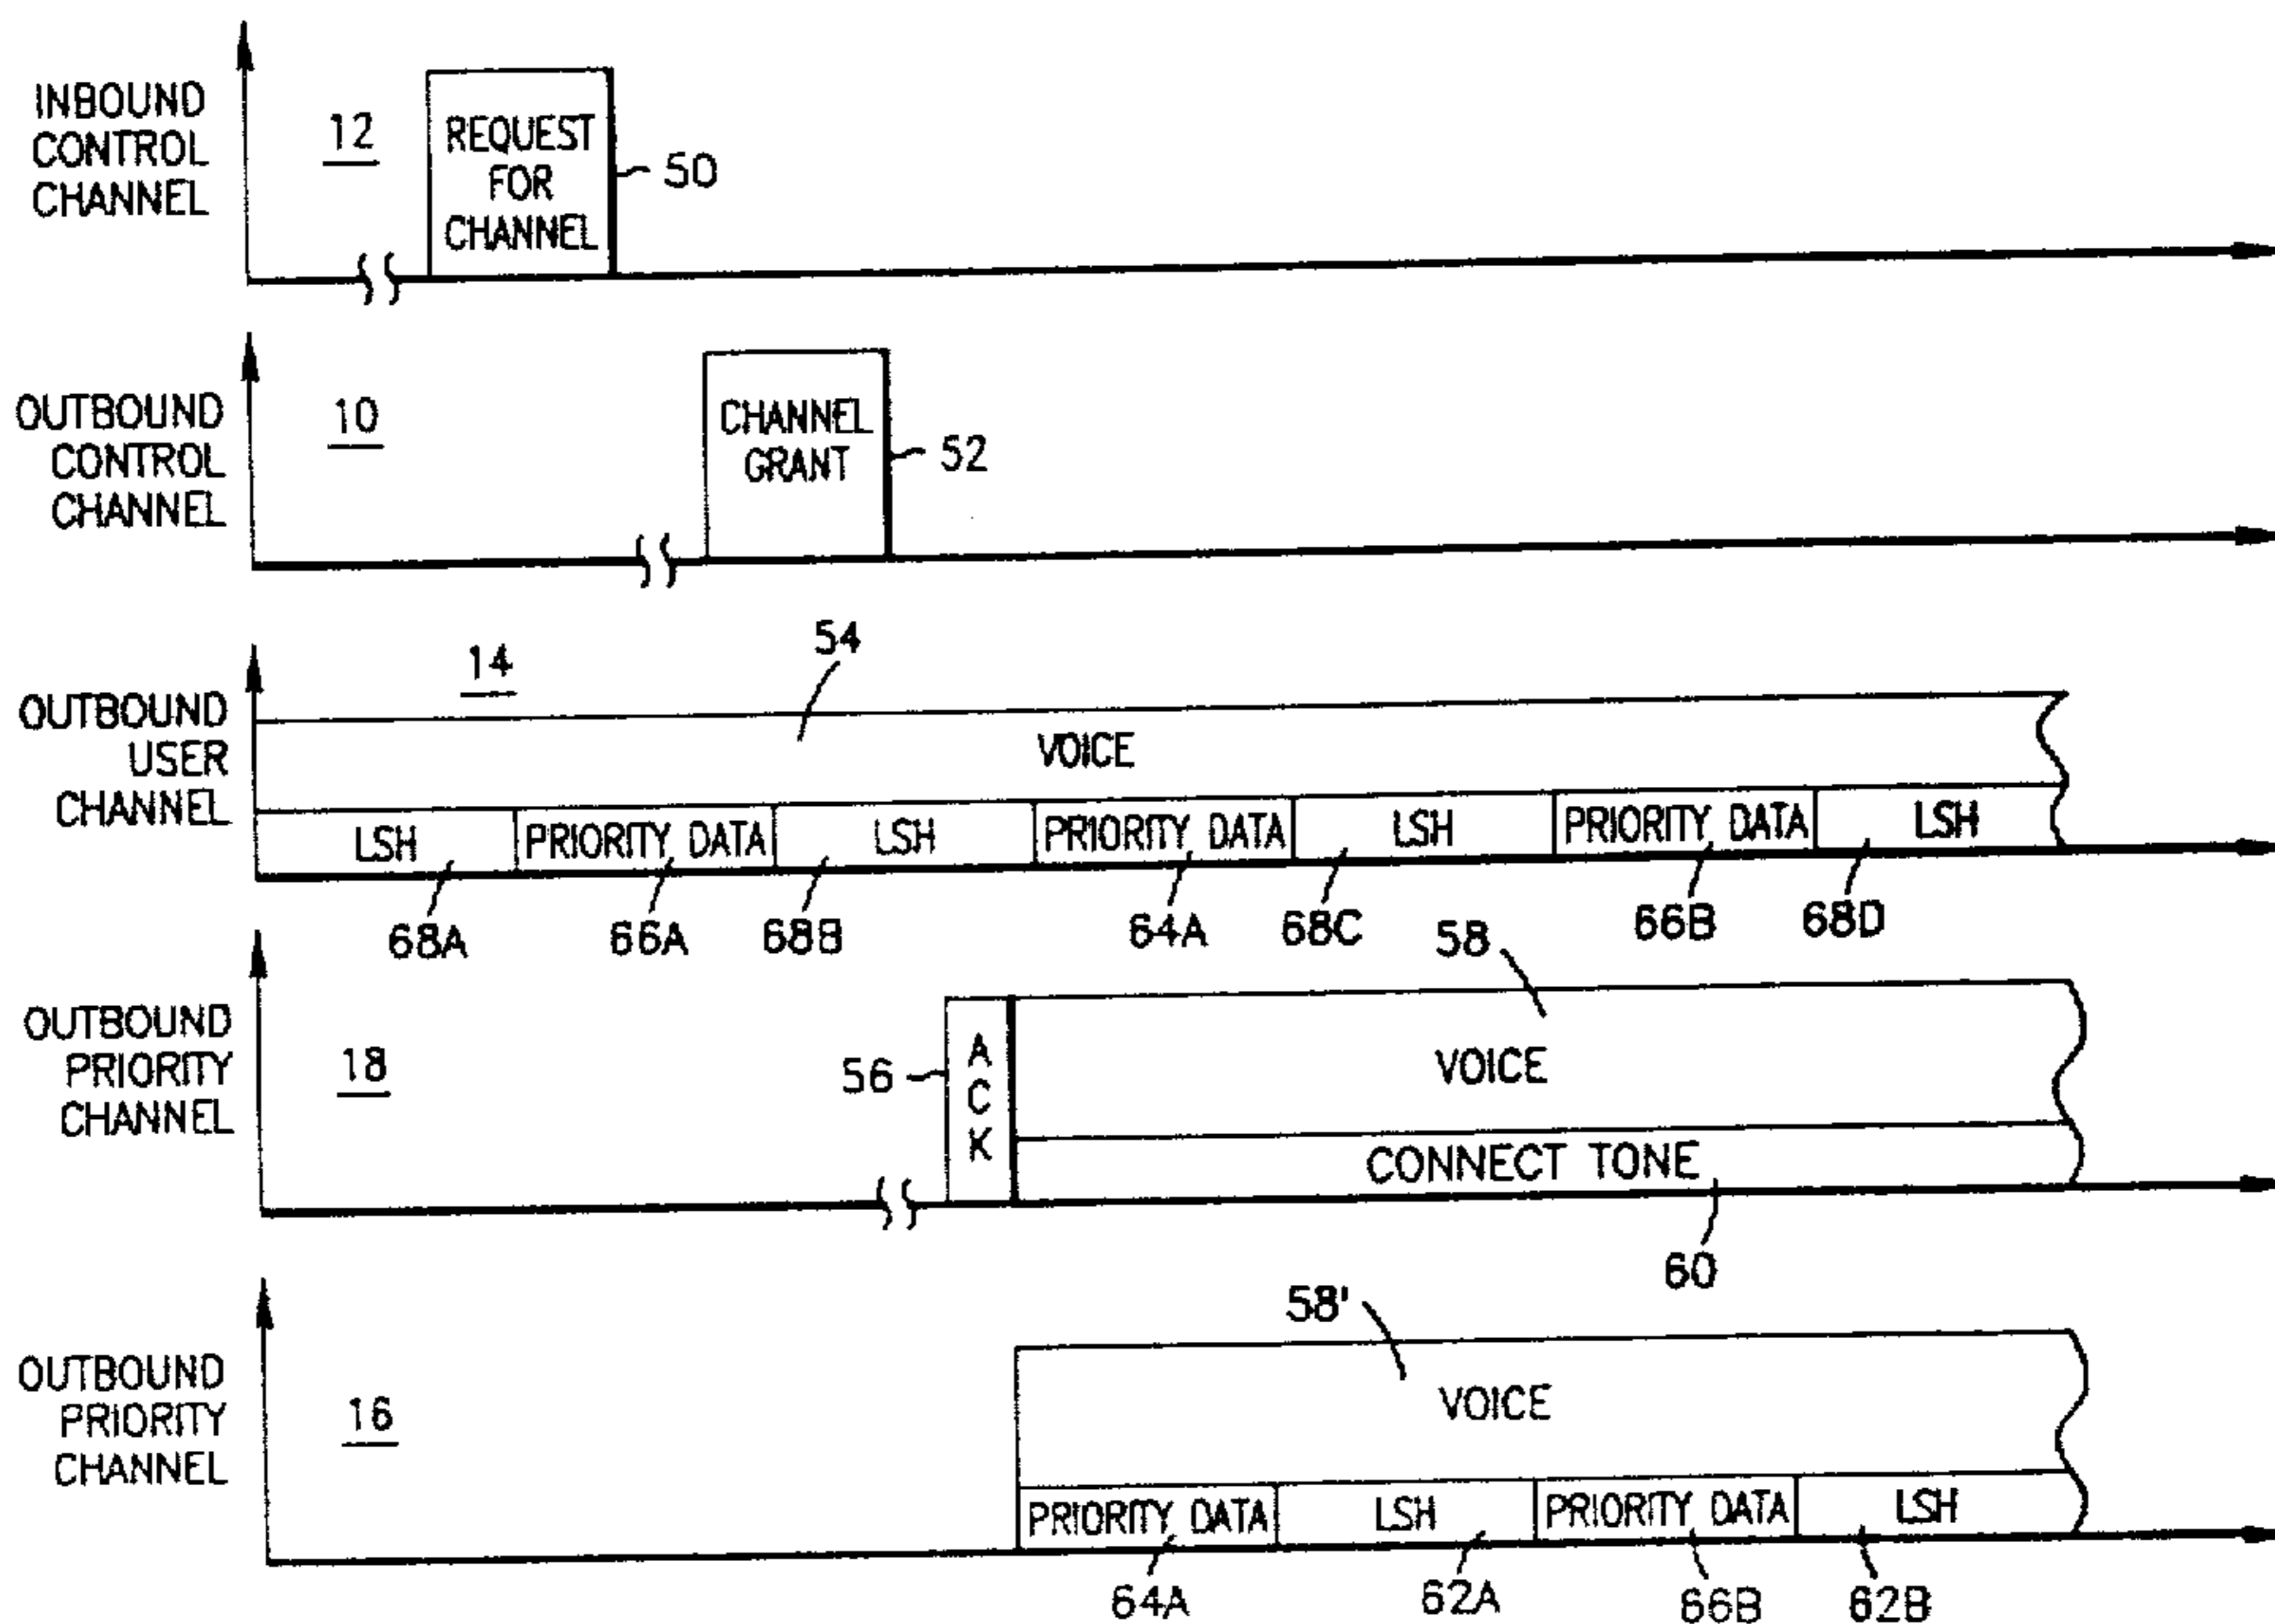 INBOUND
CONTROL
CHANNEL
12
REQUEST
FOR
CHANNEL
50
OUTBOUND
CONTROL
CHANNEL
10
CHANNEL
GRANT
52
OUTBOUND
USER
CHANNEL
14
54
VOICE
LSH
PRIORITY DATA
LSH
PRIORITY DATA
LSH
PRIORITY DATA
LSH
68A
66A
68B
64A
68C
66B
68D
OUTBOUND
PRIORITY
CHANNEL
18
56
A
C
K
58
VOICE
CONNECT TONE
60
OUTBOUND
PRIORITY
CHANNEL
16
58'
VOICE
PRIORITY DATA
LSH
PRIORITY DATA
LSH
64A
62A
66B
62B